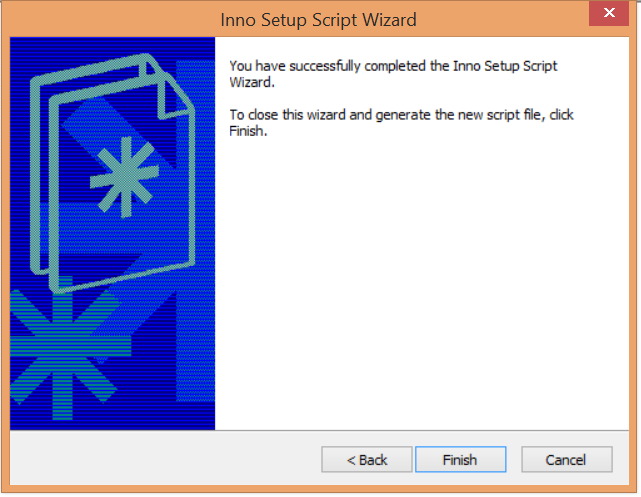 Inno Setup Script Wizard
You have successfully completed the Inno Setup Script
Wizard.
To close this wizard and generate the new script file, click
Finish.
< Back
Finish
Cancel